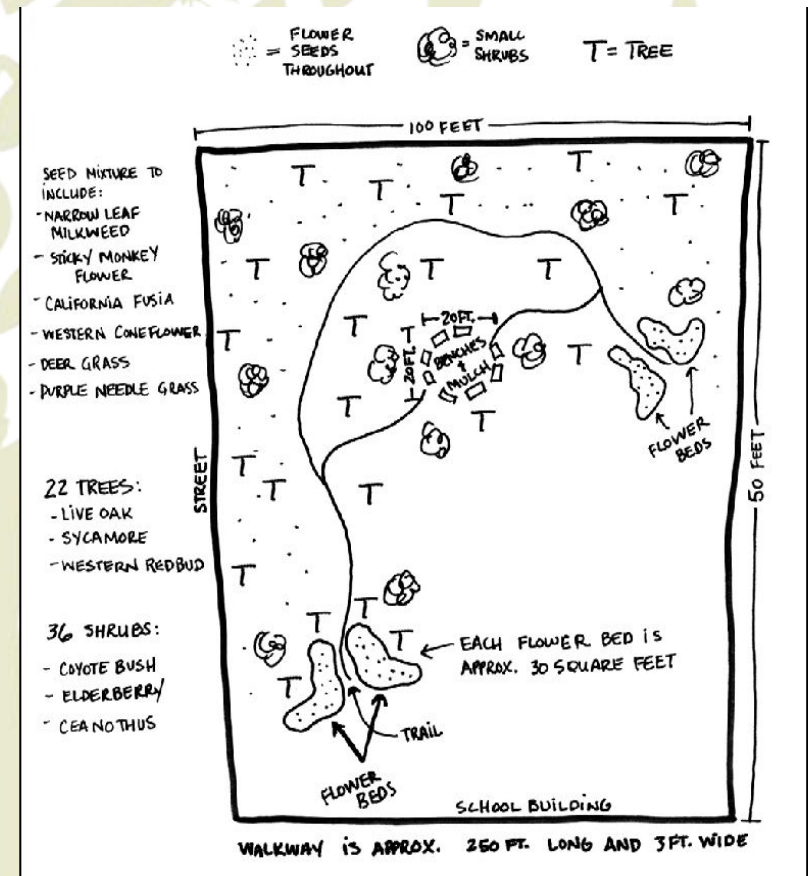 FLOWER
= SEEDS
THROUGHOUT
= SMALL
SHRUBS
T = TREE
100 FEET
SEED MIXTURE TO
INCLUDE:
- NARROW LEAF
MILKWEED
- STICKY MONKEY
FLOWER
- CALIFORNIA FUSIA
- WESTERN CONEFLOWER
- DEER GRASS
- PURPLE NEEDLE GRASS
T
T
T
T
T
T
T
T
T
T
T
20 FT.
20 FT.
BENCHES
+
MULCH
T
T
T
FLOWER
BEDS
STREET
50 FEET
22 TREES:
- LIVE OAK
- SYCAMORE
- WESTERN REDBUD
T
T
T
T
T
T
T
T
36 SHRUBS:
- COYOTE BUSH
- ELDERBERRY
- CEANOTHUS
EACH FLOWER BED IS
APPROX. 30 SQUARE FEET
TRAIL
FLOWER
BEDS
SCHOOL BUILDING
WALKWAY IS APPROX. 250 FT. LONG AND 3 FT. WIDE